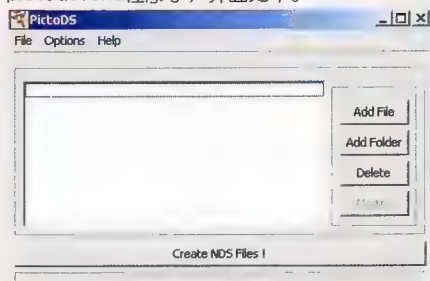 PictoDS
File Options Help
Add File
Add Folder
Delete
Create NDS Files !